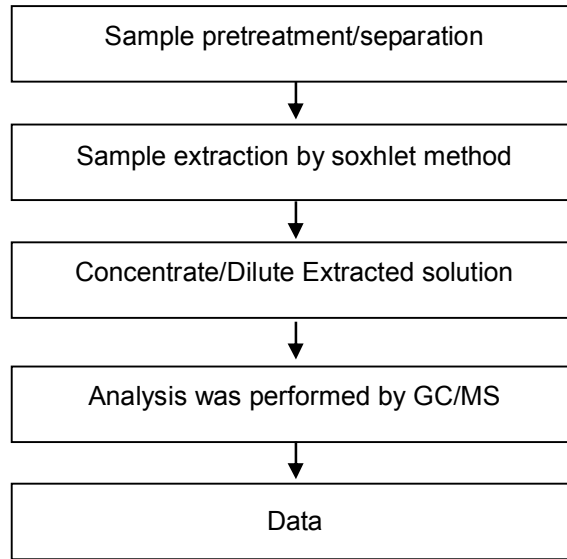 Sample pretreatment/separation
Sample extraction by soxhlet method
Concentrate/Dilute Extracted solution
Analysis was performed by GC/MS
Data